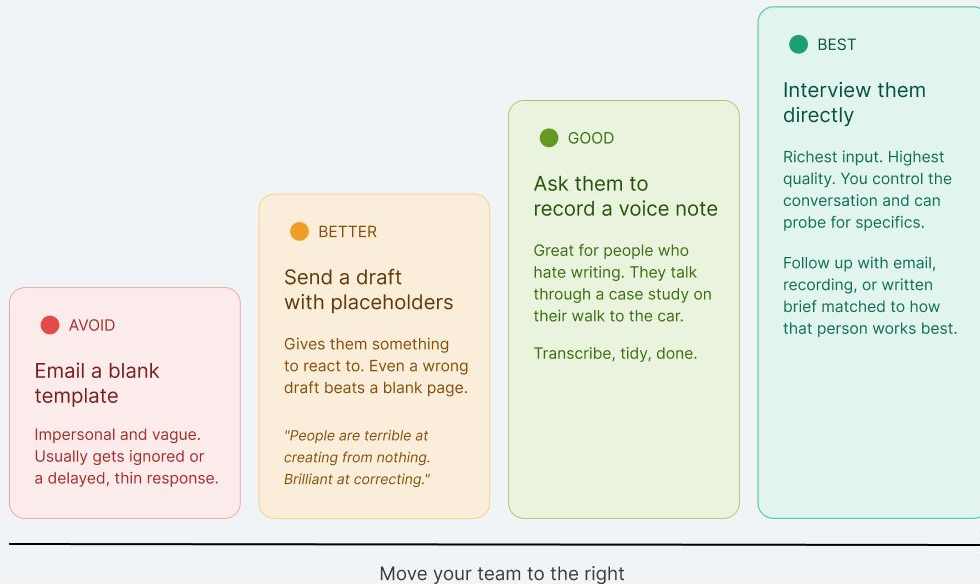 AVOID
Email a blank
template
Impersonal and vague.
Usually gets ignored or
a delayed, thin response.
BETTER
Send a draft
with placeholders
Gives them something
to react to. Even a wrong
draft beats a blank page.
"People are terrible at
creating from nothing.
Brilliant at correcting."
GOOD
Ask them to
record a voice note
Great for people who
hate writing. They talk
through a case study on
their walk to the car.
Transcribe, tidy, done.
BEST
Interview them
directly
Richest input. Highest
quality. You control the
conversation and can
probe for specifics.
Follow up with email,
recording, or written
brief matched to how
that person works best.
Move your team to the right